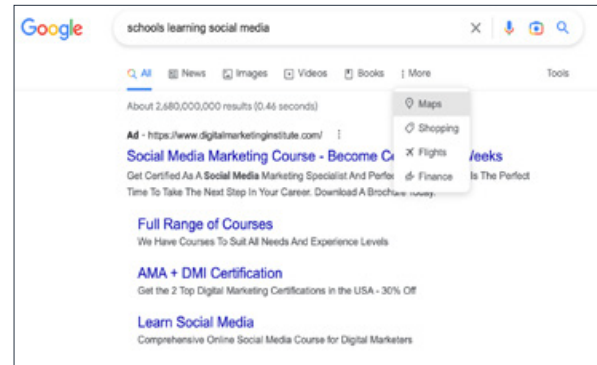 Google
schools learning social media
All News Images Videos Books More Tools
About 2,680,000,000 results (0.46 seconds)
Maps
Shopping
Flights
Finance
Ad - https://www.digitalmarketinginstitute.com/
Social Media Marketing Course - Become Ce Weeks
Get Certified As A Social Media Marketing Specialist And Perfe Is The Perfect
Time To Take The Next Step In Your Career. Download A Brochure Today.
Full Range of Courses
We Have Courses To Suit All Needs And Experience Levels
AMA + DMI Certification
Get the 2 Top Digital Marketing Certifications in the USA - 30% Off
Learn Social Media
Comprehensive Online Social Media Course for Digital Marketers